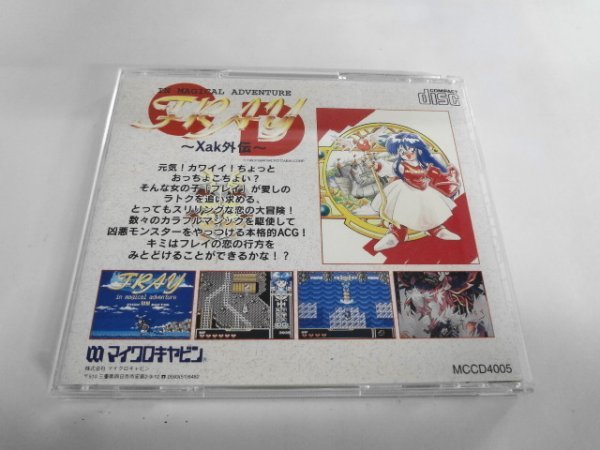 IN MAGICAL ADVENTURE
FRAY
～Xak外伝～
COMPACT
disc
元気！カワイイ！ちょっと
おっちょこちょい？
そんな女の子「フレイ」が愛しの
ラトクを追い求める、
とってもスリリングな恋の大冒険！
数々のカラフルマジックを駆使して
凶悪モンスターをやっつける本格的ACG！
キミはフレイの恋の行方を
みとどけることができるかな！？
FRAY
in magical adventure
マイクロキャビン
株式会社 マイクロキャビン
MCCD4005